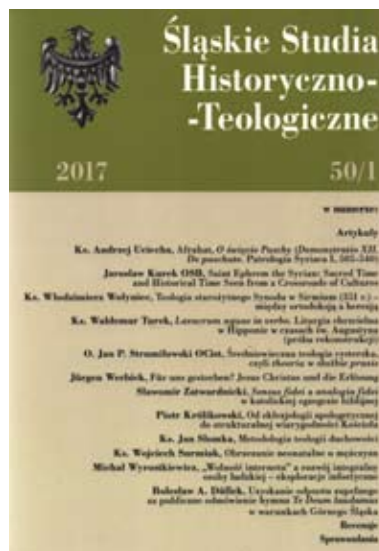 Śląskie Studia
Historyczno-
-Teologiczne
2017
50/1
w numerze:
Artykuły
Ks. Andrzej Uciecha, Afrahat, O święcie Paschy (Demonstratio XII.
De paschate. Patrologia Syriaca I, 505–540)
Jarosław Kurek OSB, Saint Ephrem the Syrian: Sacred Time
and Historical Time Seen from a Crossroads of Cultures
Ks. Włodzimierz Wołyniec, Teologia starożytnego Synodu w Sirmium (351 r.) –
między ortodoksją a herezją
Ks. Waldemar Turek, Lavacrum aquae in verbo. Liturgia chrzcielna
w Hipponie w czasach św. Augustyna
(próba rekonstrukcji)
O. Jan P. Strumiłowski OCist, Średniowieczna teologia cysterska,
czyli theoria w służbie praxis
Jürgen Werbick, Für uns gestorben? Jesus Christus und die Erlösung
Sławomir Zatwardnicki, Sensus fidei a analogia fidei
w katolickiej egzegezie biblijnej
Piotr Królikowski, Od eklezjologii apologetycznej
do strukturalnej wiarygodności Kościoła
Ks. Jan Słomka, Metodologia teologii duchowości
Ks. Wojciech Surmiak, Obrzezanie neonatalne u mężczyzn
Michał Wyrostkiewicz, „Wolność internetu” a rozwój integralny
osoby ludzkiej – eksploracje infoetyczne
Bolesław A. Düllek, Uzyskanie odpustu zupełnego
za publiczne odmówienie hymnu Te Deum laudamus
w warunkach Górnego Śląska
Recenzje
Sprawozdania